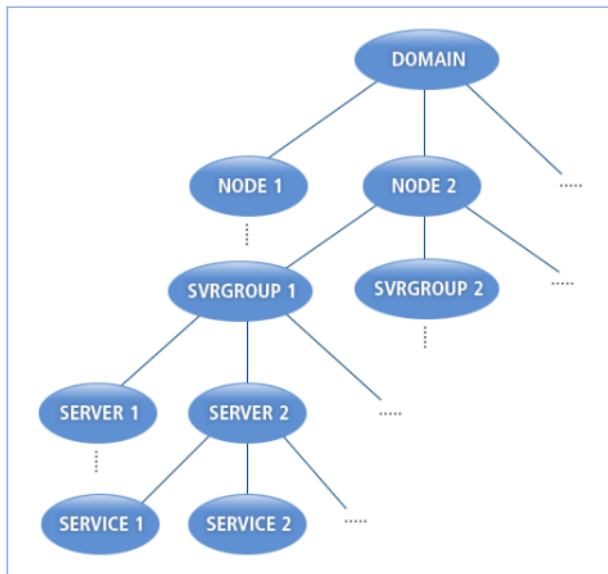 DOMAIN
NODE 1
NODE 2
.....
.....
SVRGROUP 1
SVRGROUP 2
.....
.....
SERVER 1
SERVER 2
.....
.....
SERVICE 1
SERVICE 2
.....